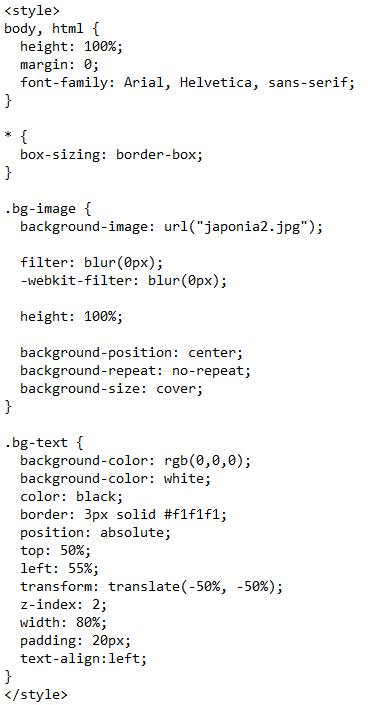 <style>
body, html {
  height: 100%;
  margin: 0;
  font-family: Arial, Helvetica, sans-serif;
}

* {
  box-sizing: border-box;
}

.bg-image {
  background-image: url("japonia2.jpg");

  filter: blur(0px);
  -webkit-filter: blur(0px);

  height: 100%;

  background-position: center;
  background-repeat: no-repeat;
  background-size: cover;
}

.bg-text {
  background-color: rgb(0,0,0);
  background-color: white;
  color: black;
  border: 3px solid #f1f1f1;
  position: absolute;
  top: 50%;
  left: 55%;
  transform: translate(-50%, -50%);
  z-index: 2;
  width: 80%;
  padding: 20px;
  text-align:left;
}
</style>